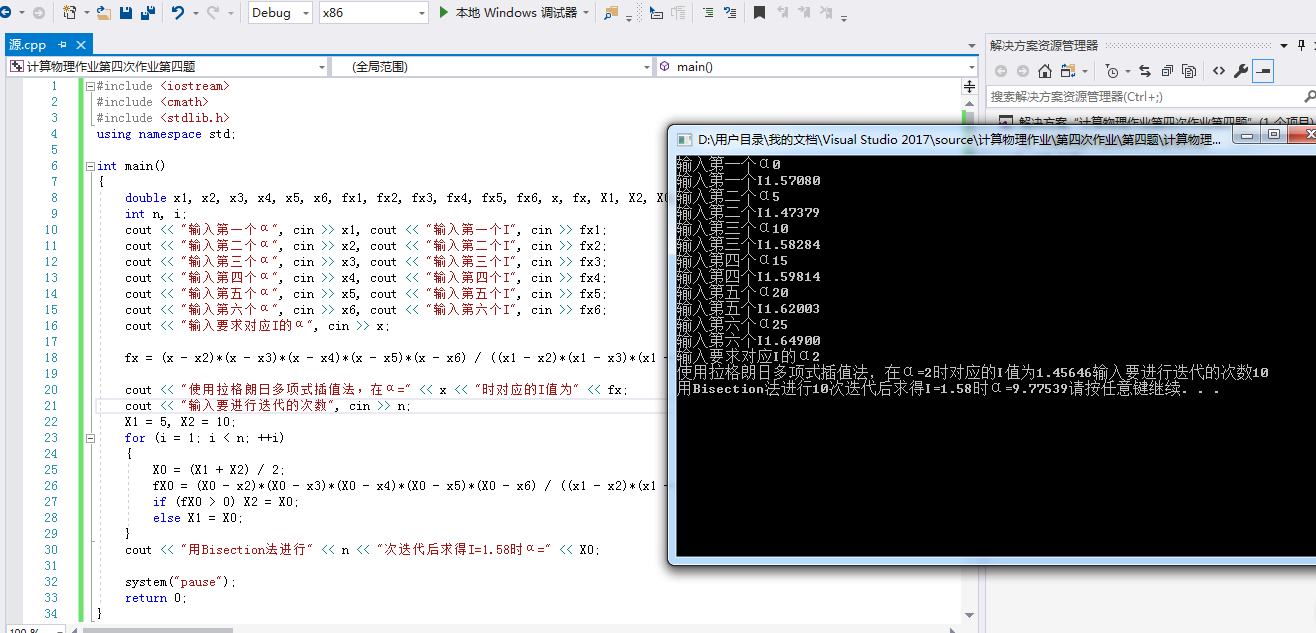 Debug x86 本地 Windows 调试器
源.cpp
计算物理作业第四次作业第四题 (全局范围) main()
1 #include <iostream>
2 #include <cmath>
3 #include <stdlib.h>
4 using namespace std;
5
6 int main()
7 {
8 double x1, x2, x3, x4, x5, x6, fx1, fx2, fx3, fx4, fx5, fx6, x, fx, X1, X2, X0
9 int n, i;
10 cout << "输入第一个α", cin >> x1, cout << "输入第一个I", cin >> fx1;
11 cout << "输入第二个α", cin >> x2, cout << "输入第二个I", cin >> fx2;
12 cout << "输入第三个α", cin >> x3, cout << "输入第三个I", cin >> fx3;
13 cout << "输入第四个α", cin >> x4, cout << "输入第四个I", cin >> fx4;
14 cout << "输入第五个α", cin >> x5, cout << "输入第五个I", cin >> fx5;
15 cout << "输入第六个α", cin >> x6, cout << "输入第六个I", cin >> fx6;
16 cout << "输入要求对应I的α", cin >> x;
17
18 fx = (x - x2)*(x - x3)*(x - x4)*(x - x5)*(x - x6) / ((x1 - x2)*(x1 - x3)*(x1 -
19
20 cout << "使用拉格朗日多项式插值法，在α=" << x << "时对应的I值为" << fx;
21 cout << "输入要进行迭代的次数", cin >> n;
22 X1 = 5, X2 = 10;
23 for (i = 1; i < n; ++i)
24 {
25 X0 = (X1 + X2) / 2;
26 fX0 = (X0 - x2)*(X0 - x3)*(X0 - x4)*(X0 - x5)*(X0 - x6) / ((x1 - x2)*(x1 -
27 if (fX0 > 0) X2 = X0;
28 else X1 = X0;
29 }
30 cout << "用Bisection法进行" << n << "次迭代后求得I=1.58时α=" << X0;
31
32 system("pause");
33 return 0;
34 }
100 %
解决方案资源管理器
搜索解决方案资源管理器(Ctrl+;)
解决方案"计算物理作业第四次作业第四题"(1 个项目)
D:\用户目录\我的文档\Visual Studio 2017\source\计算物理作业\第四次作业\第四题\计算物理...
输入第一个α0
输入第一个I1.57080
输入第二个α5
输入第二个I1.47379
输入第三个α10
输入第三个I1.58284
输入第四个α15
输入第四个I1.59814
输入第五个α20
输入第五个I1.62003
输入第六个α25
输入第六个I1.64900
输入要求对应I的α2
使用拉格朗日多项式插值法，在α=2时对应的I值为1.45646输入要进行迭代的次数10
用Bisection法进行10次迭代后求得I=1.58时α=9.77539请按任意键继续. . .